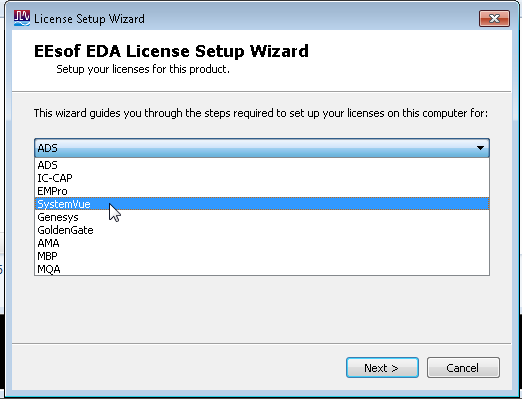 License Setup Wizard
EEsof EDA License Setup Wizard
Setup your licenses for this product.
This wizard guides you through the steps required to set up your licenses on this computer for:
ADS
ADS
IC-CAP
EMPro
SystemVue
Genesys
GoldenGate
AMA
MBP
MQA
Next >
Cancel